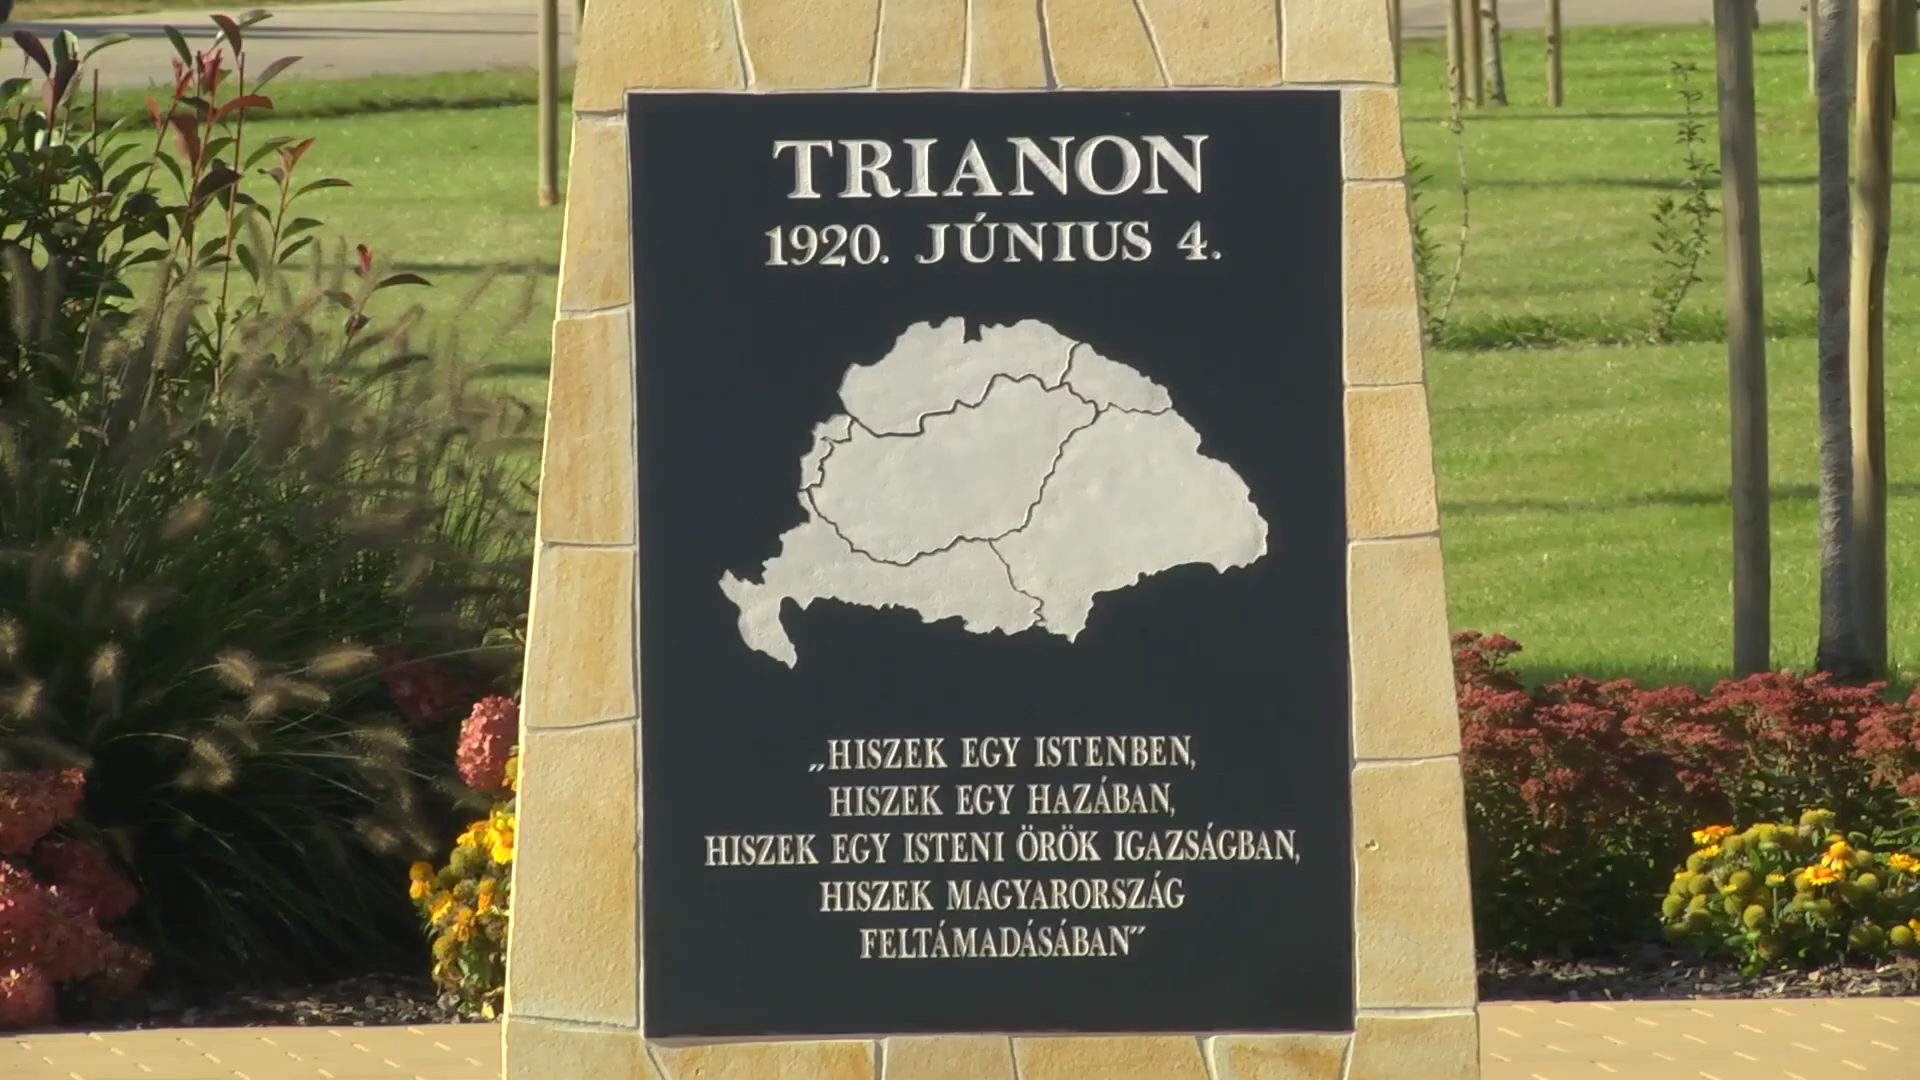 TRIANON
1920. JÚNIUS 4.
„HISZEK EGY ISTENBEN,
HISZEK EGY HAZÁBAN,
HISZEK EGY ISTENI ÖRÖK IGAZSÁGBAN,
HISZEK MAGYARORSZÁG
FELTÁMADÁSÁBAN”